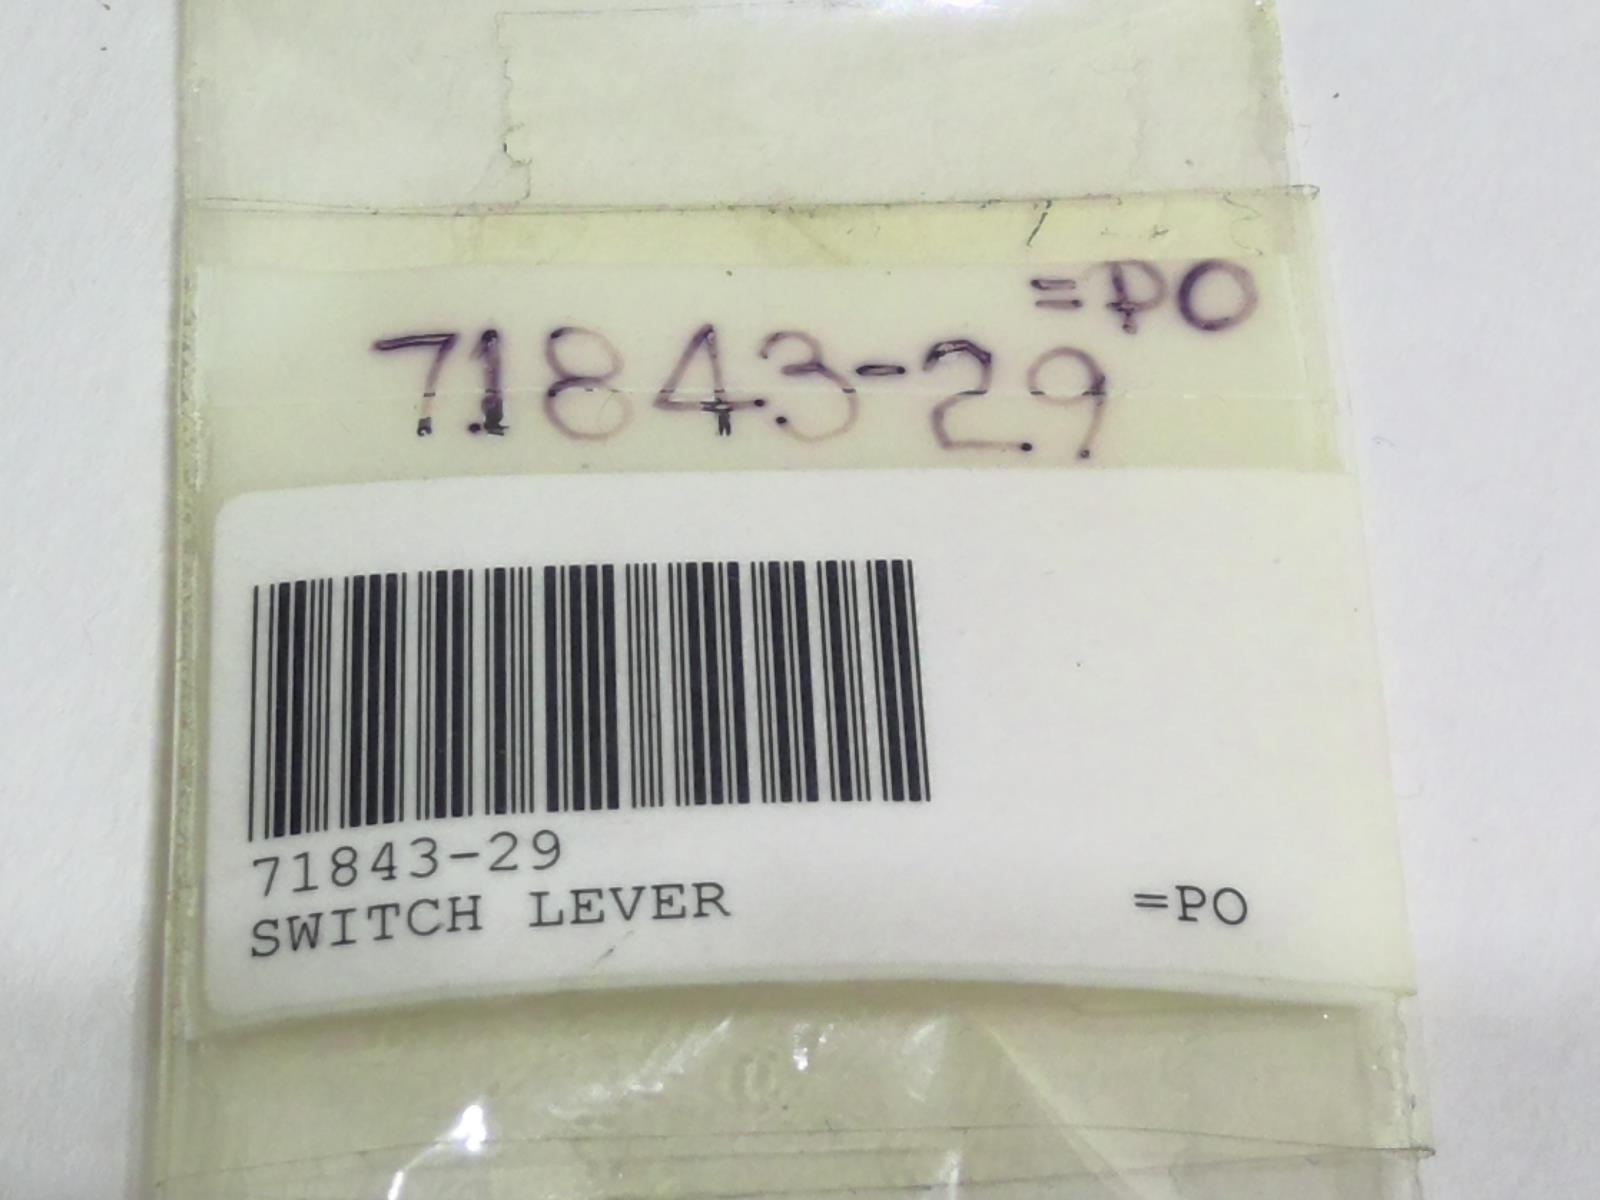 =PO
71843-29
71843-29
SWITCH LEVER =PO